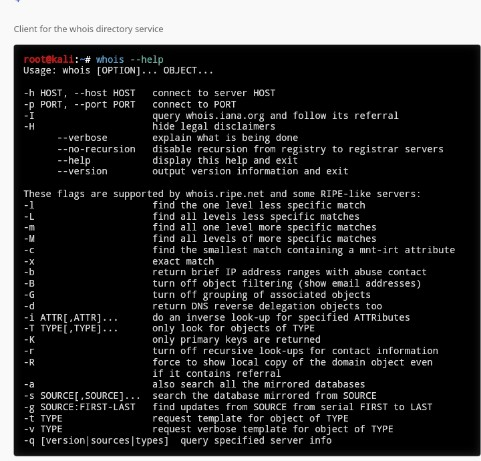 Client for the whois directory service
root@kali:~# whois --help
Usage: whois [OPTION]... OBJECT...
-h HOST, --host HOST   connect to server HOST
-p PORT, --port PORT   connect to PORT
-I                     query whois.iana.org and follow its referral
-H                     hide legal disclaimers
      --verbose        explain what is being done
      --no-recursion   disable recursion from registry to registrar servers
      --help           display this help and exit
      --version        output version information and exit
These flags are supported by whois.ripe.net and some RIPE-like servers:
-l                     find the one level less specific match
-L                     find all levels less specific matches
-m                     find all one level more specific matches
-M                     find all levels of more specific matches
-c                     find the smallest match containing a mnt-irt attribute
-x                     exact match
-b                     return brief IP address ranges with abuse contact
-B                     turn off object filtering (show email addresses)
-G                     turn off grouping of associated objects
-d                     return DNS reverse delegation objects too
-i ATTR[,ATTR]...      do an inverse look-up for specified ATTRibutes
-T TYPE[,TYPE]...      only look for objects of TYPE
-K                     only primary keys are returned
-r                     turn off recursive look-ups for contact information
-R                     force to show local copy of the domain object even
                       if it contains referral
-a                     also search all the mirrored databases
-s SOURCE[,SOURCE]...  search the database mirrored from SOURCE
-g SOURCE:FIRST-LAST   find updates from SOURCE from serial FIRST to LAST
-t TYPE                request template for object of TYPE
-v TYPE                request verbose template for object of TYPE
-q [version|sources|types]  query specified server info